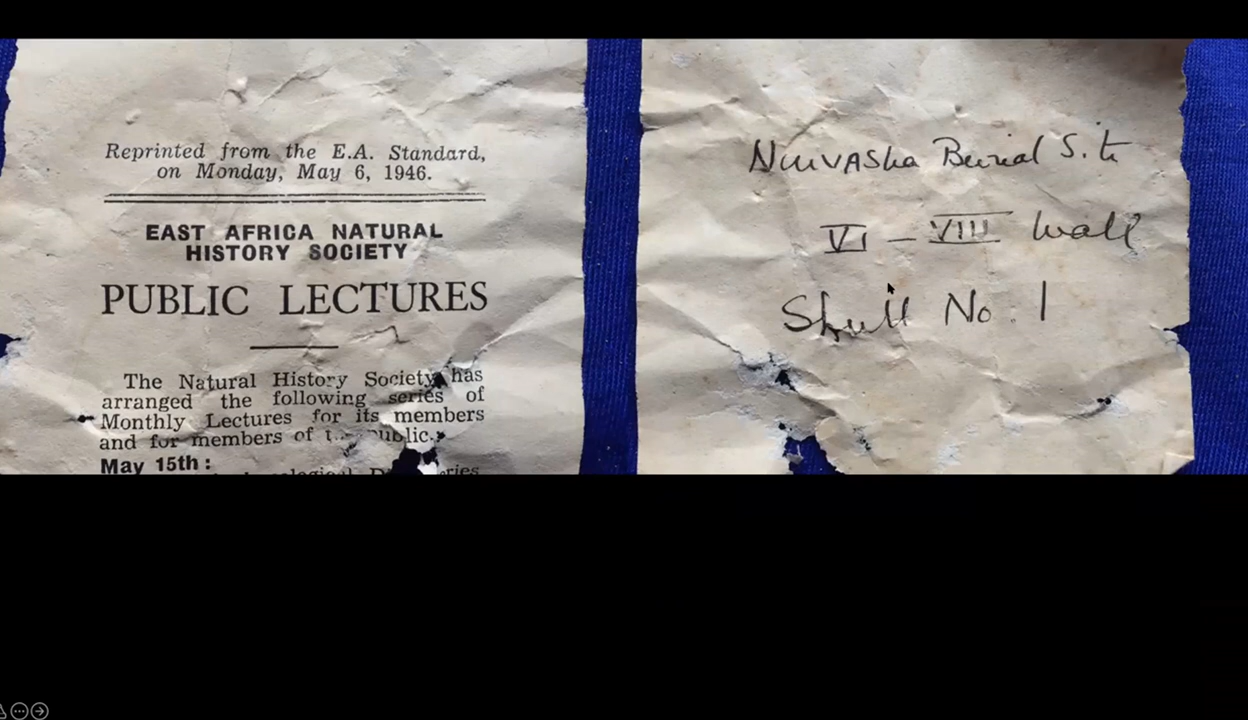 Reprinted from the E.A. Standard,
on Monday, May 6, 1946.
EAST AFRICA NATURAL
HISTORY SOCIETY
PUBLIC LECTURES
The Natural History Society has
arranged the following series of
Monthly Lectures for its members
and for members of
May 15th:
Naivasha Burial Site
VI - VIII Wall
Skull No. 1